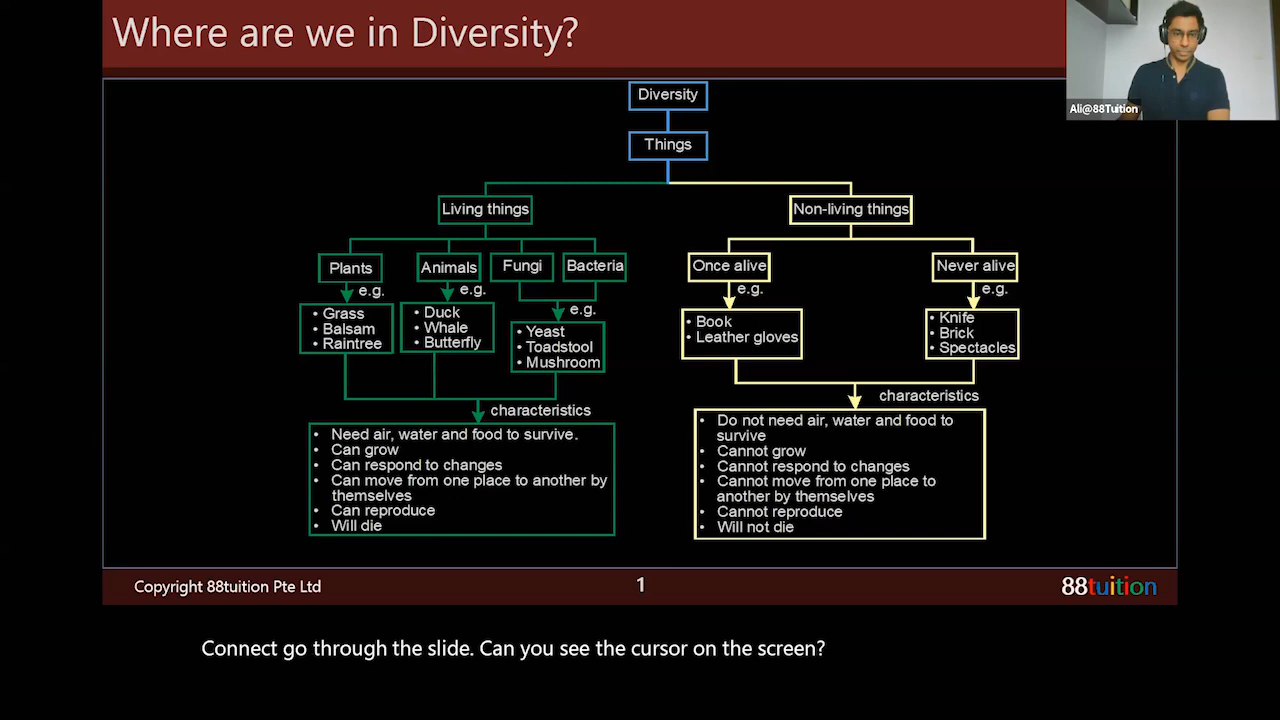 Where are we in Diversity?
Ali@88Tuition
Diversity
Things
Living things
Non-living things
Plants
Animals
Fungi
Bacteria
Once alive
Never alive
e.g.
e.g.
e.g.
e.g.
e.g.
• Grass
• Balsam
• Raintree
• Duck
• Whale
• Butterfly
• Yeast
• Toadstool
• Mushroom
• Book
• Leather gloves
• Knife
• Brick
• Spectacles
characteristics
• Need air, water and food to survive.
• Can grow
• Can respond to changes
• Can move from one place to another by
themselves
• Can reproduce
• Will die
characteristics
• Do not need air, water and food to
survive
• Cannot grow
• Cannot respond to changes
• Cannot move from one place to
another by themselves
• Cannot reproduce
• Will not die
Copyright 88tuition Pte Ltd
1
88tuition
Connect go through the slide. Can you see the cursor on the screen?